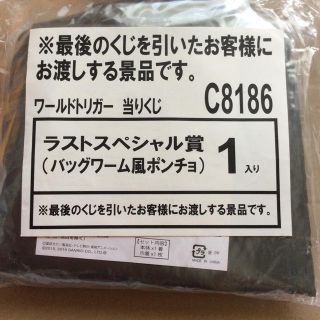 ※最後のくじを引いたお客様に
お渡しする景品です。
ワールドトリガー 当りくじ C8186
ラストスペシャル賞
(バッグワーム風ポンチョ) 1入り
※最後のくじを引いたお客様にお渡しする景品です。